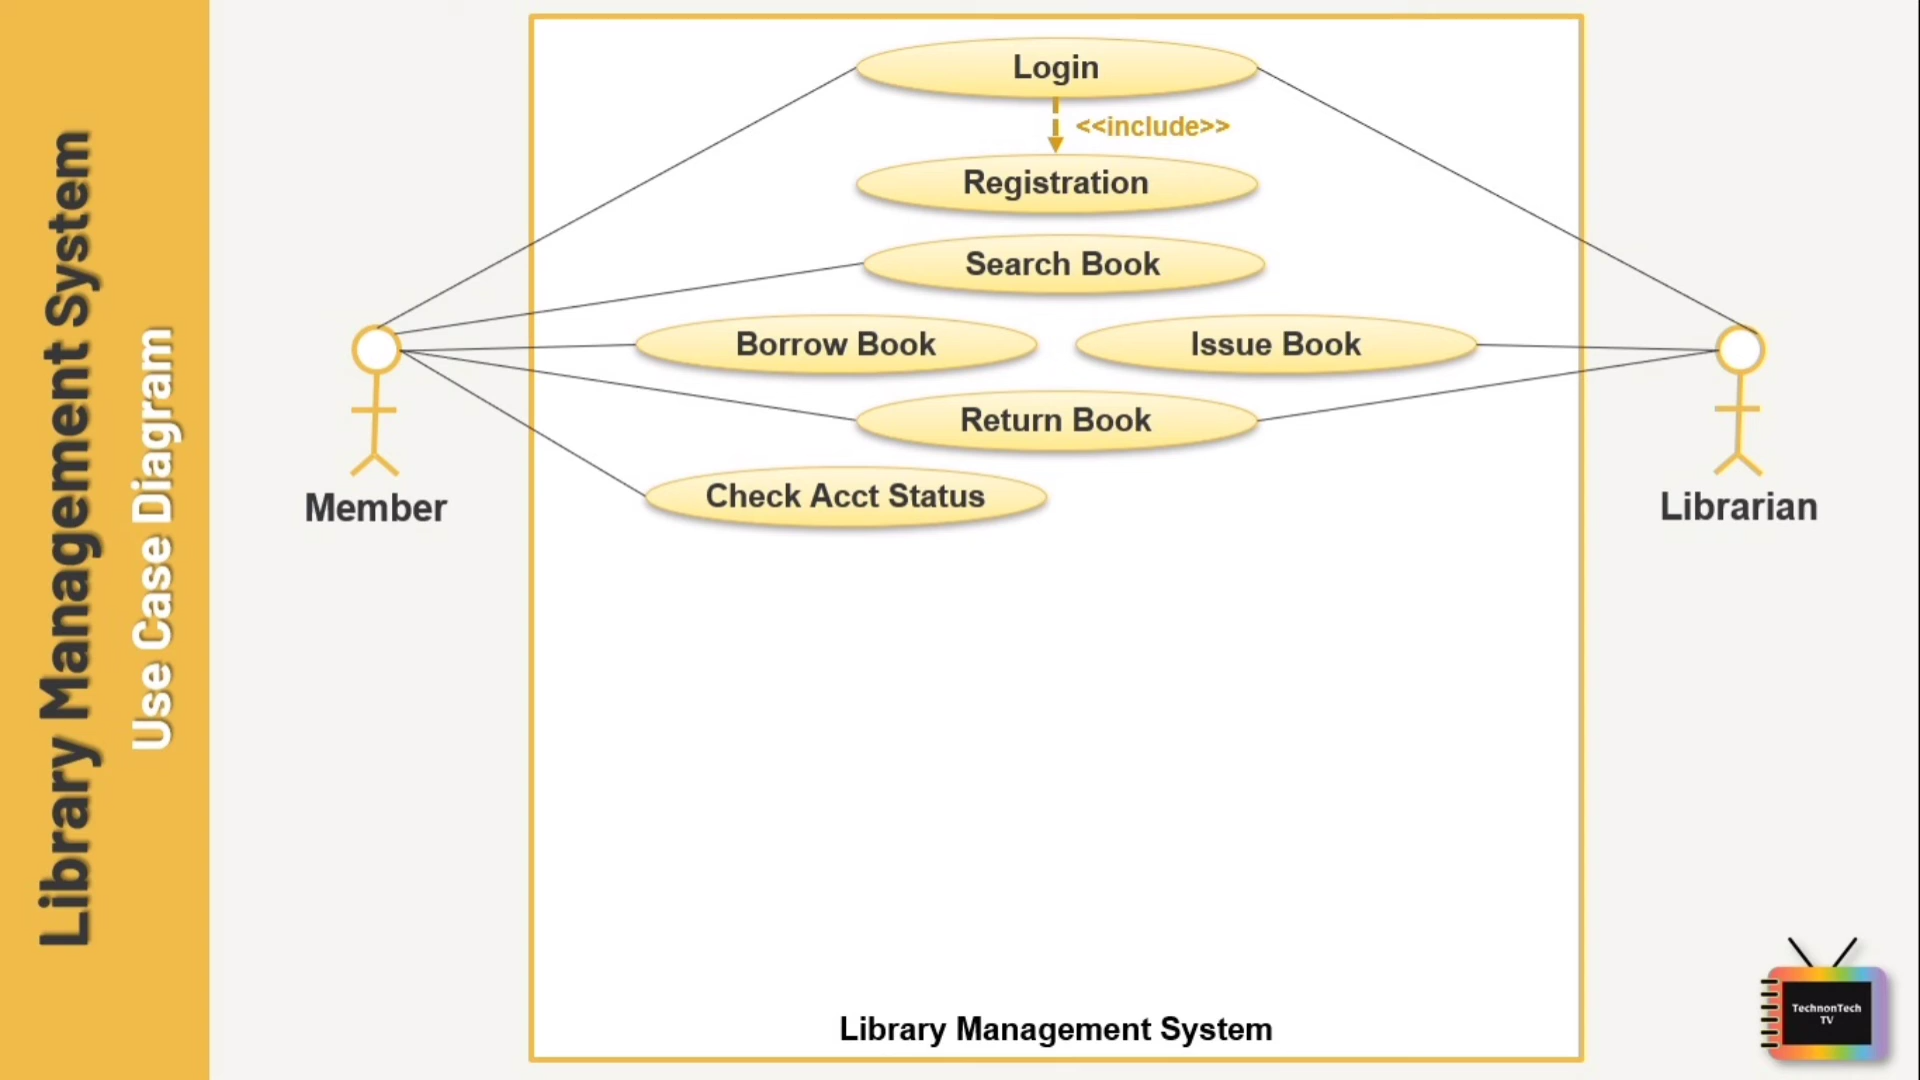 Library Management System
Use Case Diagram
Login
<<include>>
Registration
Search Book
Borrow Book
Issue Book
Return Book
Check Acct Status
Member
Librarian
Library Management System
TechnonTech
TV